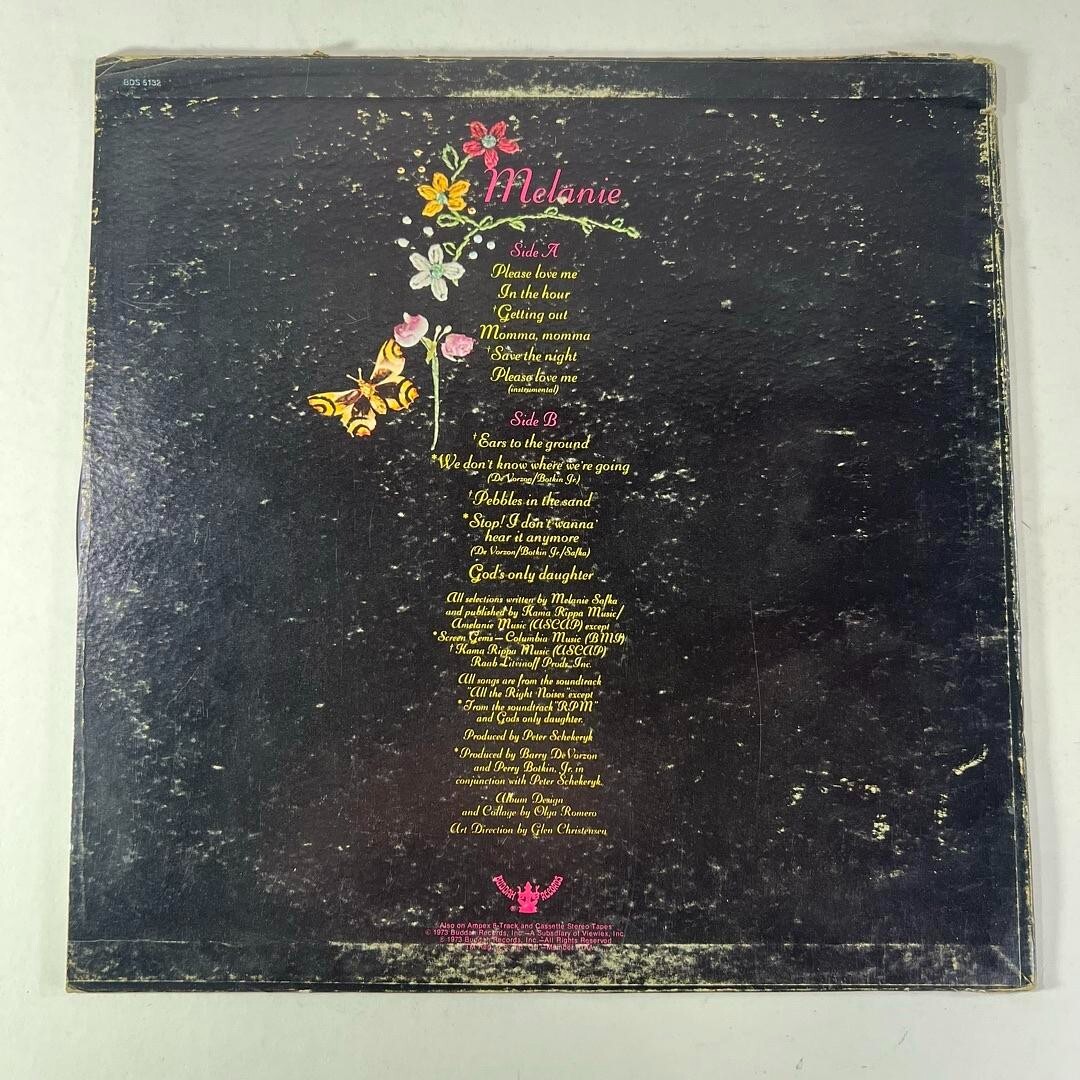 BDS 5132
Melanie
Side A
Please love me
In the hour
†Getting out
Momma, momma
†Save the night
Please love me
(instrumental)
Side B
†Ears to the ground
*We don't know where we're going
(De Vorzon/Botkin Jr.)
†Pebbles in the sand
*Stop! I don't wanna
hear it anymore
(De Vorzon/Botkin Jr./Safka)
God's only daughter
All selections written by Melanie Safka
and published by Kama Rippa Music/
Amelanie Music (ASCAP) except
*Screen Gems—Columbia Music (BMI)
†Kama Rippa Music (ASCAP)
Raab Litvinoff Prods., Inc.
All songs are from the soundtrack
"All the Right Noises" except
*From the soundtrack "RPM"
and Gods only daughter.
Produced by Peter Schekeryk
*Produced by Barry De Vorzon
and Perry Botkin, Jr. in
conjunction with Peter Schekeryk.
Album Design
and Collage by Olga Romero
Art Direction by Glen Christensen
BUDDAH RECORDS
Also on Ampex 8-Track and Cassette Stereo Tapes
© 1973 Buddah Records, Inc.—A Subsidiary of Viewlex, Inc.
℗ 1973 Buddah Records, Inc.—All Rights Reserved